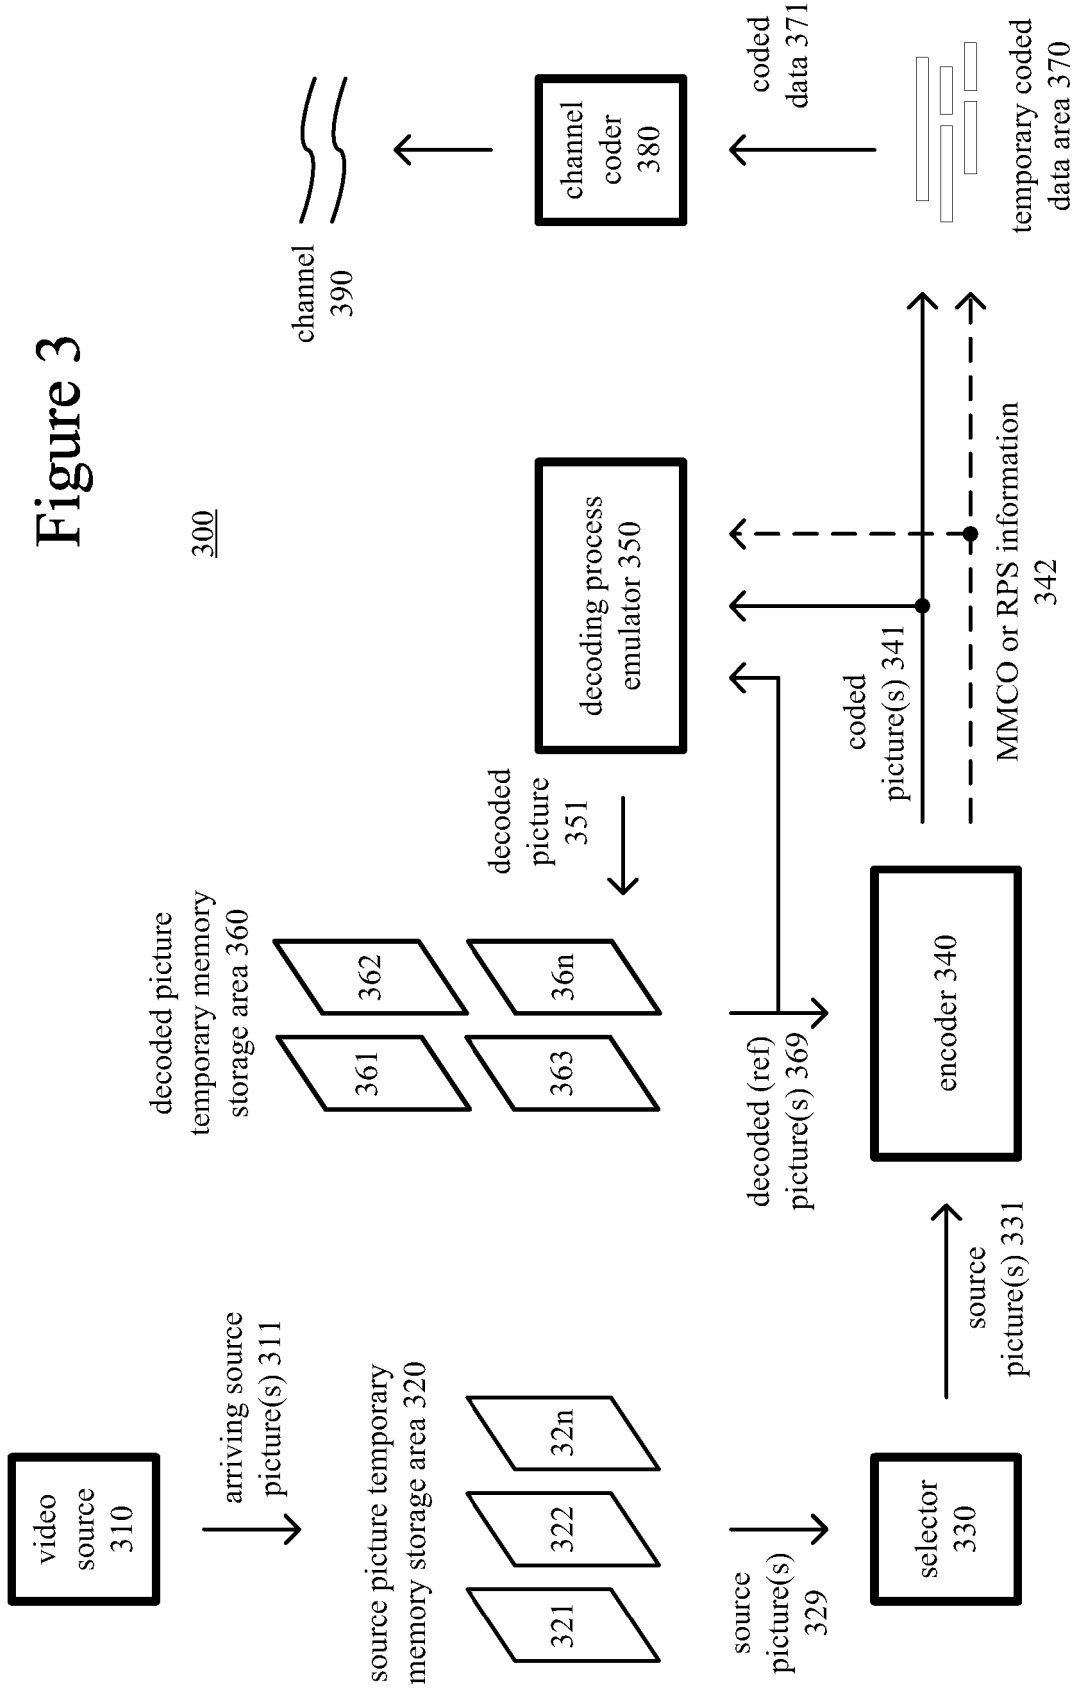 Figure 3
300
video
source
310
arriving source
picture(s) 311
source picture temporary
memory storage area 320
321
322
32n
source
picture(s)
329
selector
330
source
picture(s) 331
decoded picture
temporary memory
storage area 360
361
362
363
36n
decoded (ref)
picture(s) 369
encoder 340
decoded
picture
351
decoding process
emulator 350
coded
picture(s) 341
MMCO or RPS information
342
channel
390
channel
coder
380
coded
data 371
temporary coded
data area 370